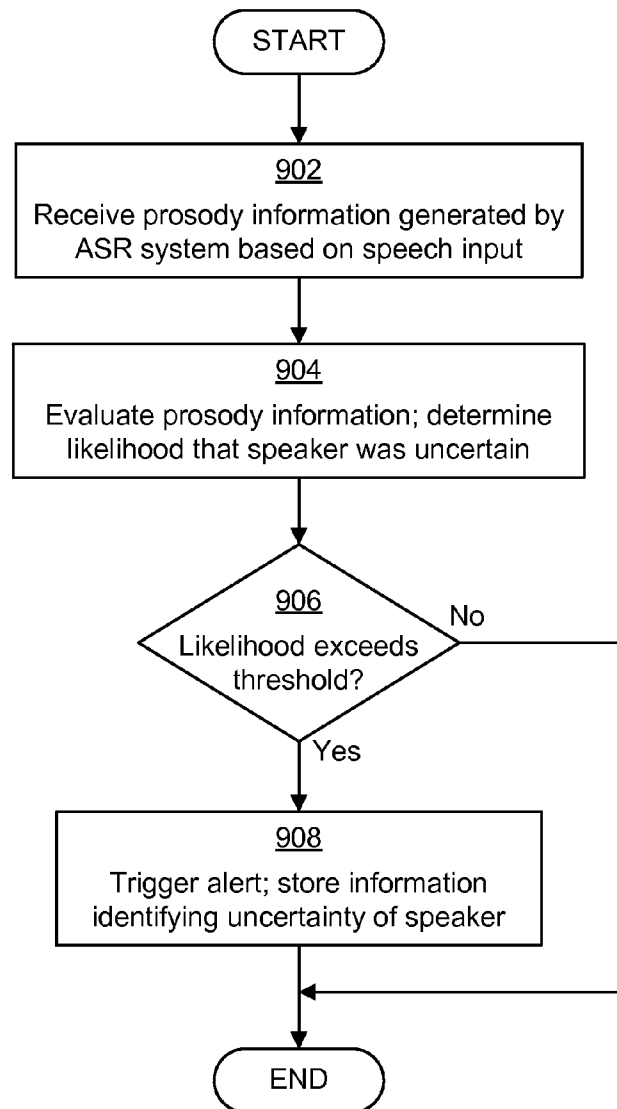 START
902
Receive prosody information generated by
ASR system based on speech input
904
Evaluate prosody information; determine
likelihood that speaker was uncertain
906
Likelihood exceeds
threshold?
No
Yes
908
Trigger alert; store information
identifying uncertainty of speaker
END